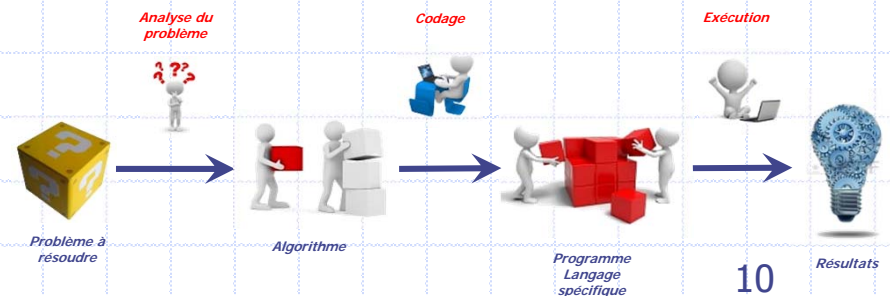 Analyse du
problème
Codage
Exécution
? ? ?
? ?
?
? ?
Problème à
résoudre
Algorithme
Programme
Langage
spécifique
10
Résultats